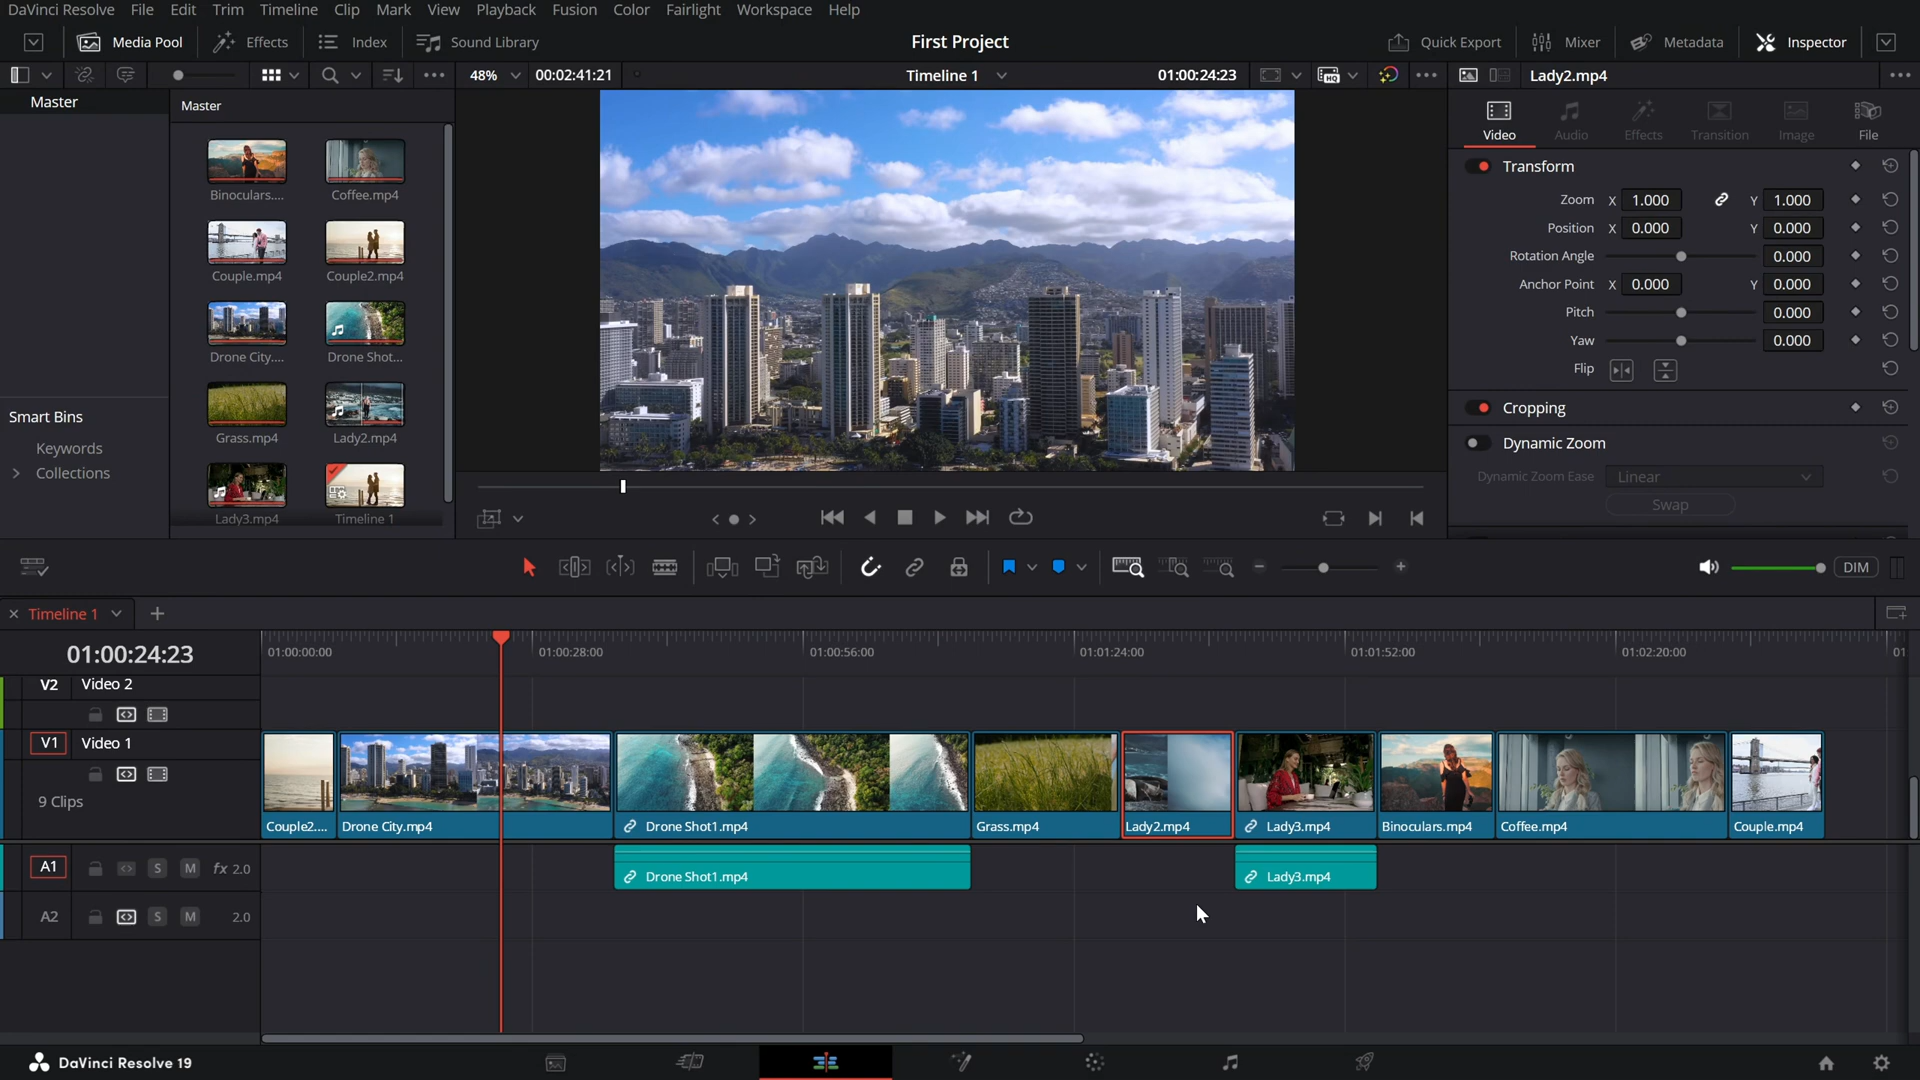 DaVinci Resolve File Edit Trim Timeline Clip Mark View Playback Fusion Color Fairlight Workspace Help
Media Pool Effects Index Sound Library First Project Quick Export Mixer Metadata Inspector
48% 00:02:41:21 Timeline 1 01:00:24:23 Lady2.mp4
Master Master
Video Audio Effects Transition Image File
Binoculars.... Coffee.mp4
Couple.mp4 Couple2.mp4
Drone City.... Drone Shot...
Grass.mp4 Lady2.mp4
Lady3.mp4 Timeline 1
Smart Bins
Keywords
Collections
Transform
Zoom X 1.000 Y 1.000
Position X 0.000 Y 0.000
Rotation Angle 0.000
Anchor Point X 0.000 Y 0.000
Pitch 0.000
Yaw 0.000
Flip
Cropping
Dynamic Zoom
Dynamic Zoom Ease Linear
Swap
DIM
Timeline 1
01:00:24:23 01:00:00:00 01:00:28:00 01:00:56:00 01:01:24:00 01:01:52:00 01:02:20:00 01
V2 Video 2
V1 Video 1
9 Clips
Couple2.... Drone City.mp4 Drone Shot1.mp4 Grass.mp4 Lady2.mp4 Lady3.mp4 Binoculars.mp4 Coffee.mp4 Couple.mp4
A1 S M fx 2.0 Drone Shot1.mp4 Lady3.mp4
A2 S M 2.0
DaVinci Resolve 19